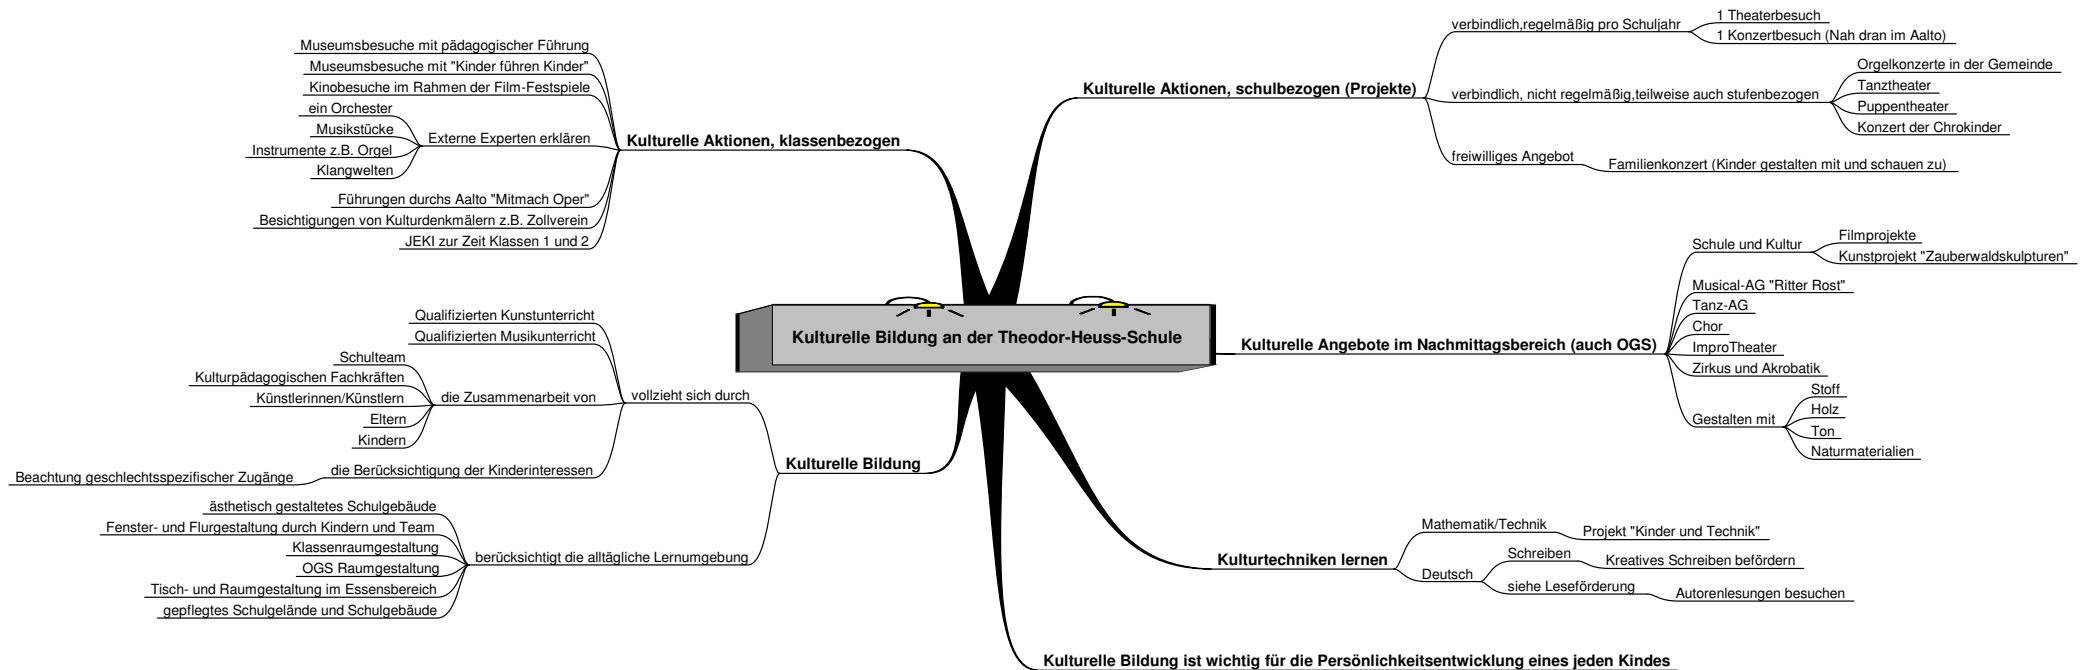 Kulturelle Bildung an der Theodor-Heuss-Schule
Kulturelle Aktionen, klassenbezogen
Museumsbesuche mit pädagogischer Führung
Museumsbesuche mit "Kinder führen Kinder"
Kinobesuche im Rahmen der Film-Festspiele
Externe Experten erklären
ein Orchester
Musikstücke
Instrumente z.B. Orgel
Klangwelten
Führungen durchs Aalto "Mitmach Oper"
Besichtigungen von Kulturdenkmälern z.B. Zollverein
JEKI zur Zeit Klassen 1 und 2
Kulturelle Bildung
vollzieht sich durch
Qualifizierten Kunstunterricht
Qualifizierten Musikunterricht
die Zusammenarbeit von
Schulteam
Kulturpädagogischen Fachkräften
Künstlerinnen/Künstlern
Eltern
Kindern
die Berücksichtigung der Kinderinteressen
Beachtung geschlechtsspezifischer Zugänge
berücksichtigt die alltägliche Lernumgebung
ästhetisch gestaltetes Schulgebäude
Fenster- und Flurgestaltung durch Kindern und Team
Klassenraumgestaltung
OGS Raumgestaltung
Tisch- und Raumgestaltung im Essensbereich
gepflegtes Schulgelände und Schulgebäude
Kulturelle Aktionen, schulbezogen (Projekte)
verbindlich,regelmäßig pro Schuljahr
1 Theaterbesuch
1 Konzertbesuch (Nah dran im Aalto)
verbindlich, nicht regelmäßig,teilweise auch stufenbezogen
Orgelkonzerte in der Gemeinde
Tanztheater
Puppentheater
Konzert der Chrokinder
freiwilliges Angebot
Familienkonzert (Kinder gestalten mit und schauen zu)
Kulturelle Angebote im Nachmittagsbereich (auch OGS)
Schule und Kultur
Filmprojekte
Kunstprojekt "Zauberwaldskulpturen"
Musical-AG "Ritter Rost"
Tanz-AG
Chor
ImproTheater
Zirkus und Akrobatik
Gestalten mit
Stoff
Holz
Ton
Naturmaterialien
Kulturtechniken lernen
Mathematik/Technik
Projekt "Kinder und Technik"
Deutsch
Schreiben
Kreatives Schreiben befördern
siehe Leseförderung
Autorenlesungen besuchen
Kulturelle Bildung ist wichtig für die Persönlichkeitsentwicklung eines jeden Kindes